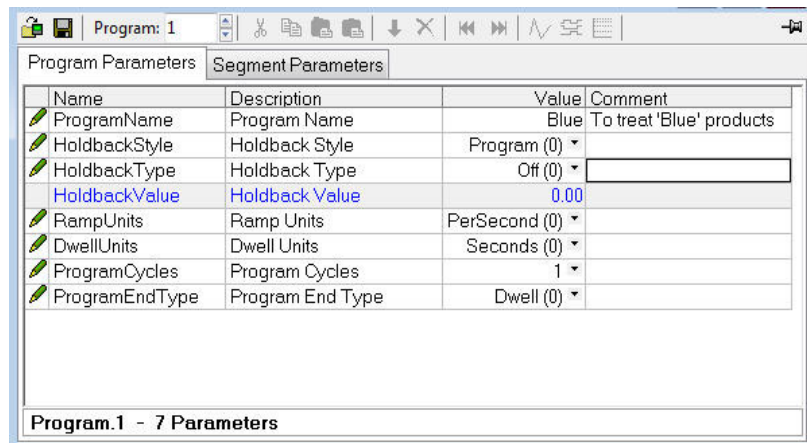 Program: 1
Program Parameters Segment Parameters
Name Description Value Comment
ProgramName Program Name Blue To treat 'Blue' products
HoldbackStyle Holdback Style Program (0)
HoldbackType Holdback Type Off (0)
HoldbackValue Holdback Value 0.00
RampUnits Ramp Units PerSecond (0)
DwellUnits Dwell Units Seconds (0)
ProgramCycles Program Cycles 1
ProgramEndType Program End Type Dwell (0)
Program.1 - 7 Parameters